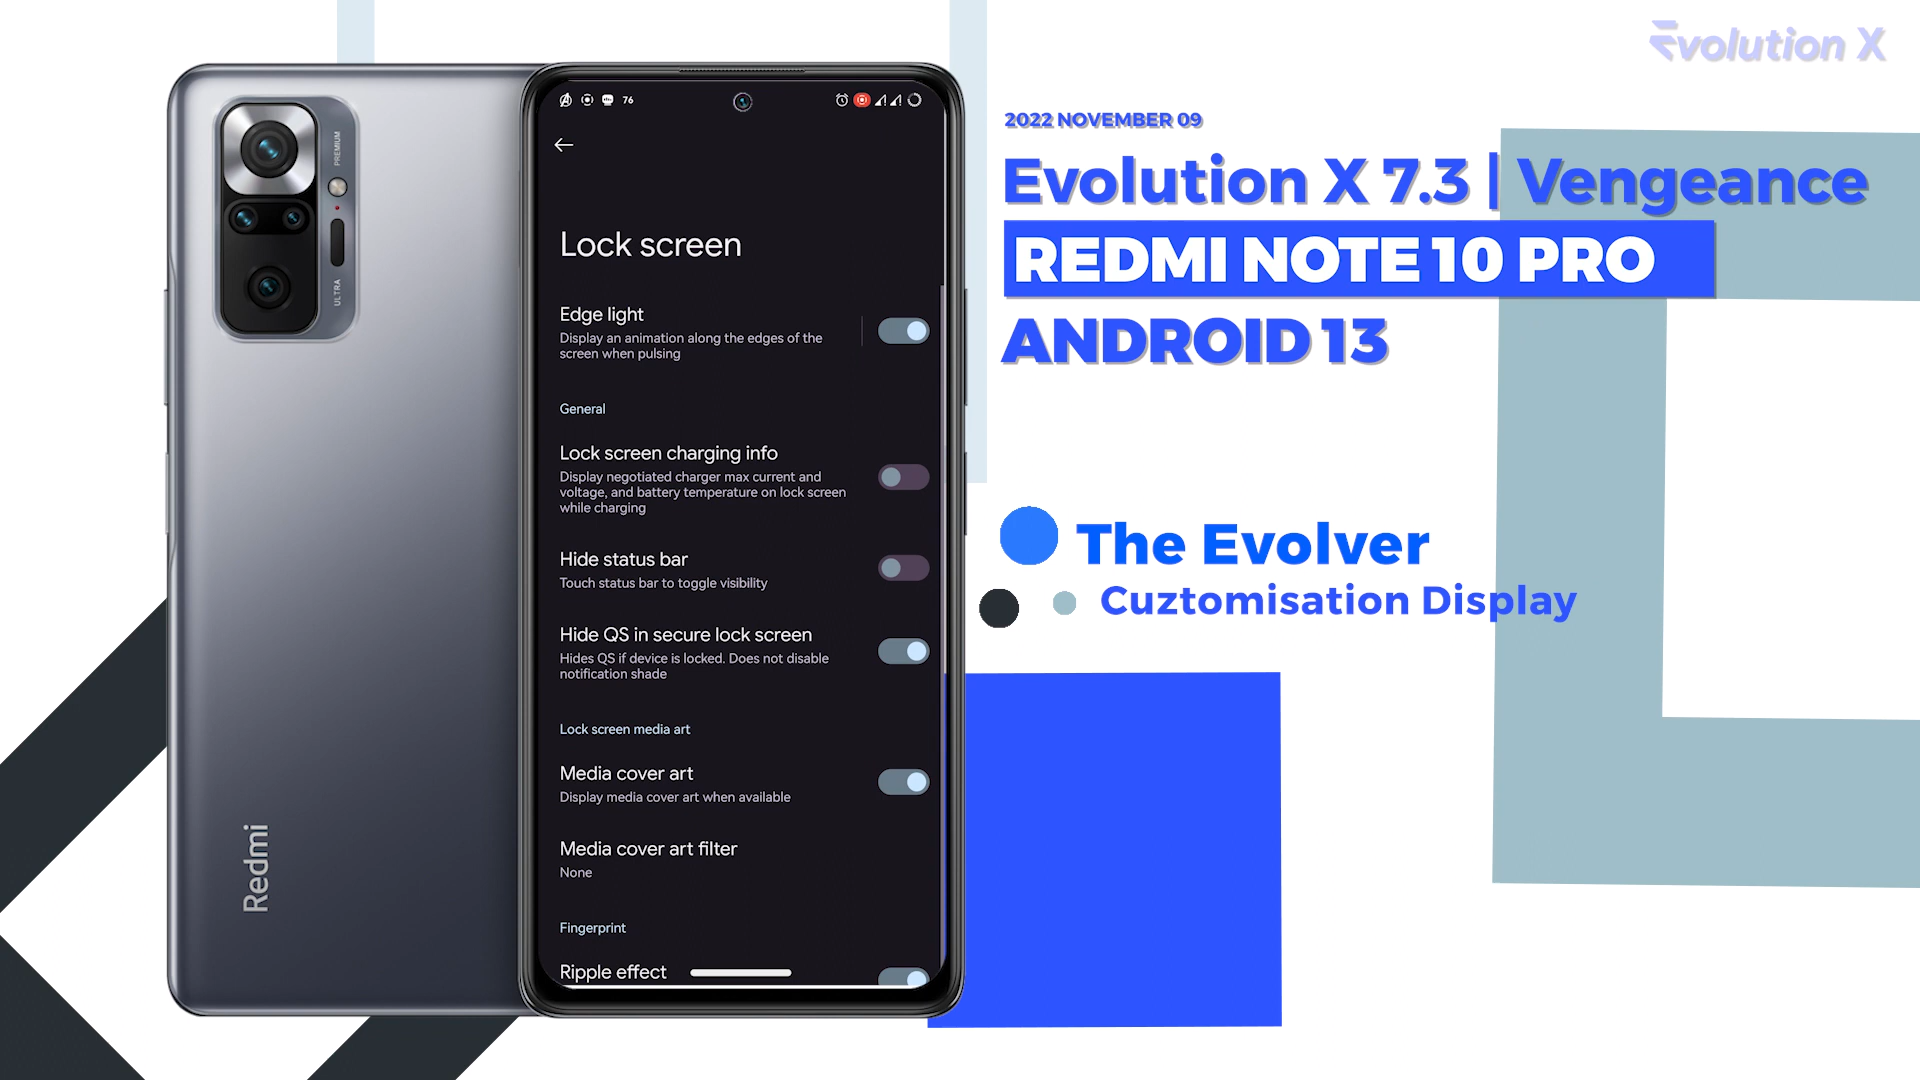 Evolution X
PREMIUM
ULTRA
Redmi
76
Lock screen
Edge light
Display an animation along the edges of the
screen when pulsing
General
Lock screen charging info
Display negotiated charger max current and
voltage, and battery temperature on lock screen
while charging
Hide status bar
Touch status bar to toggle visibility
Hide QS in secure lock screen
Hides QS if device is locked. Does not disable
notification shade
Lock screen media art
Media cover art
Display media cover art when available
Media cover art filter
None
Fingerprint
Ripple effect
2022 NOVEMBER 09
Evolution X 7.3 | Vengeance
REDMI NOTE 10 PRO
ANDROID 13
The Evolver
Cuztomisation Display